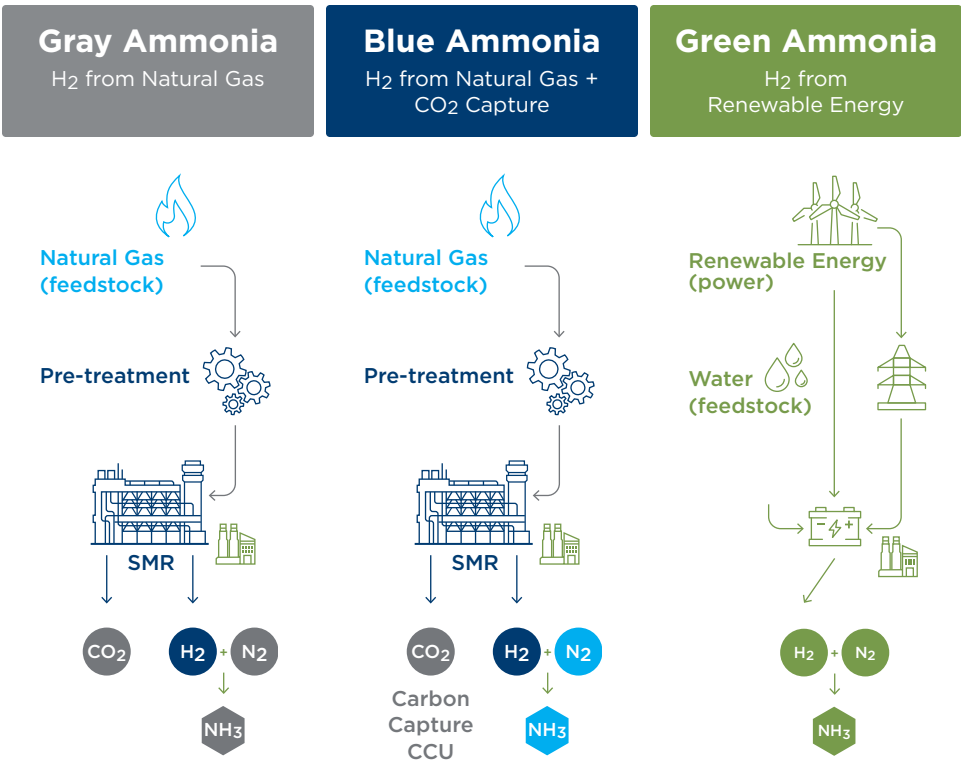 Gray Ammonia
H2 from Natural Gas
Natural Gas
(feedstock)
Pre-treatment
SMR
CO2
H2 + N2
NH3
Blue Ammonia
H2 from Natural Gas +
CO2 Capture
Natural Gas
(feedstock)
Pre-treatment
SMR
CO2
H2 + N2
Carbon
Capture
CCU
NH3
Green Ammonia
H2 from
Renewable Energy
Renewable Energy
(power)
Water
(feedstock)
- +
H2 + N2
NH3